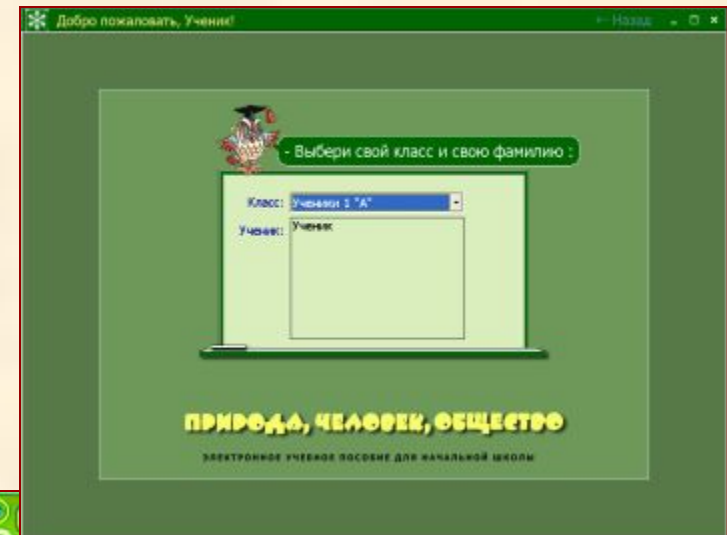 Добро пожаловать, Ученик!
← Назад
- Выбери свой класс и свою фамилию :
Класс: Ученики 1 "А"
Ученик: Ученик
ПРИРОДА, ЧЕЛОВЕК, ОБЩЕСТВО
ЭЛЕКТРОННОЕ УЧЕБНОЕ ПОСОБИЕ ДЛЯ НАЧАЛЬНОЙ ШКОЛЫ